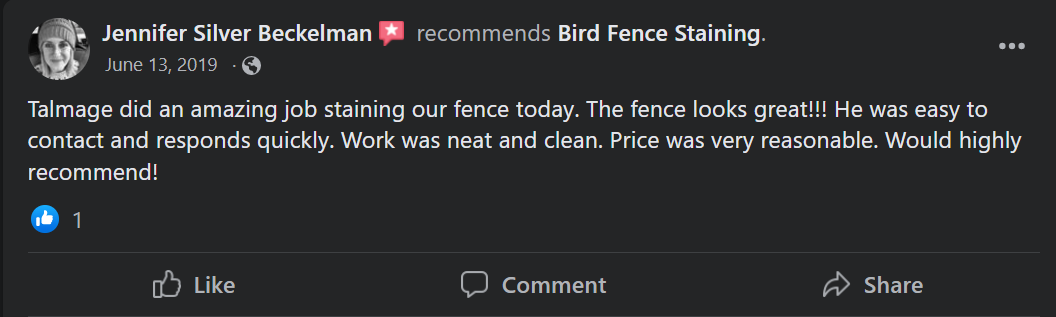 Jennifer Silver Beckelman recommends Bird Fence Staining.
June 13, 2019 ·
Talmage did an amazing job staining our fence today. The fence looks great!!! He was easy to
contact and responds quickly. Work was neat and clean. Price was very reasonable. Would highly
recommend!
1
Like Comment Share